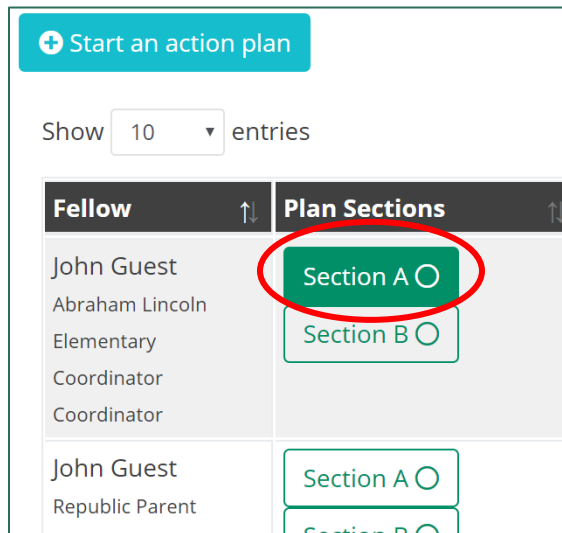 Start an action plan
Show 10 entries
Fellow Plan Sections
John Guest
Abraham Lincoln
Elementary
Coordinator
Coordinator
Section A
Section B
John Guest
Republic Parent
Section A
Section B